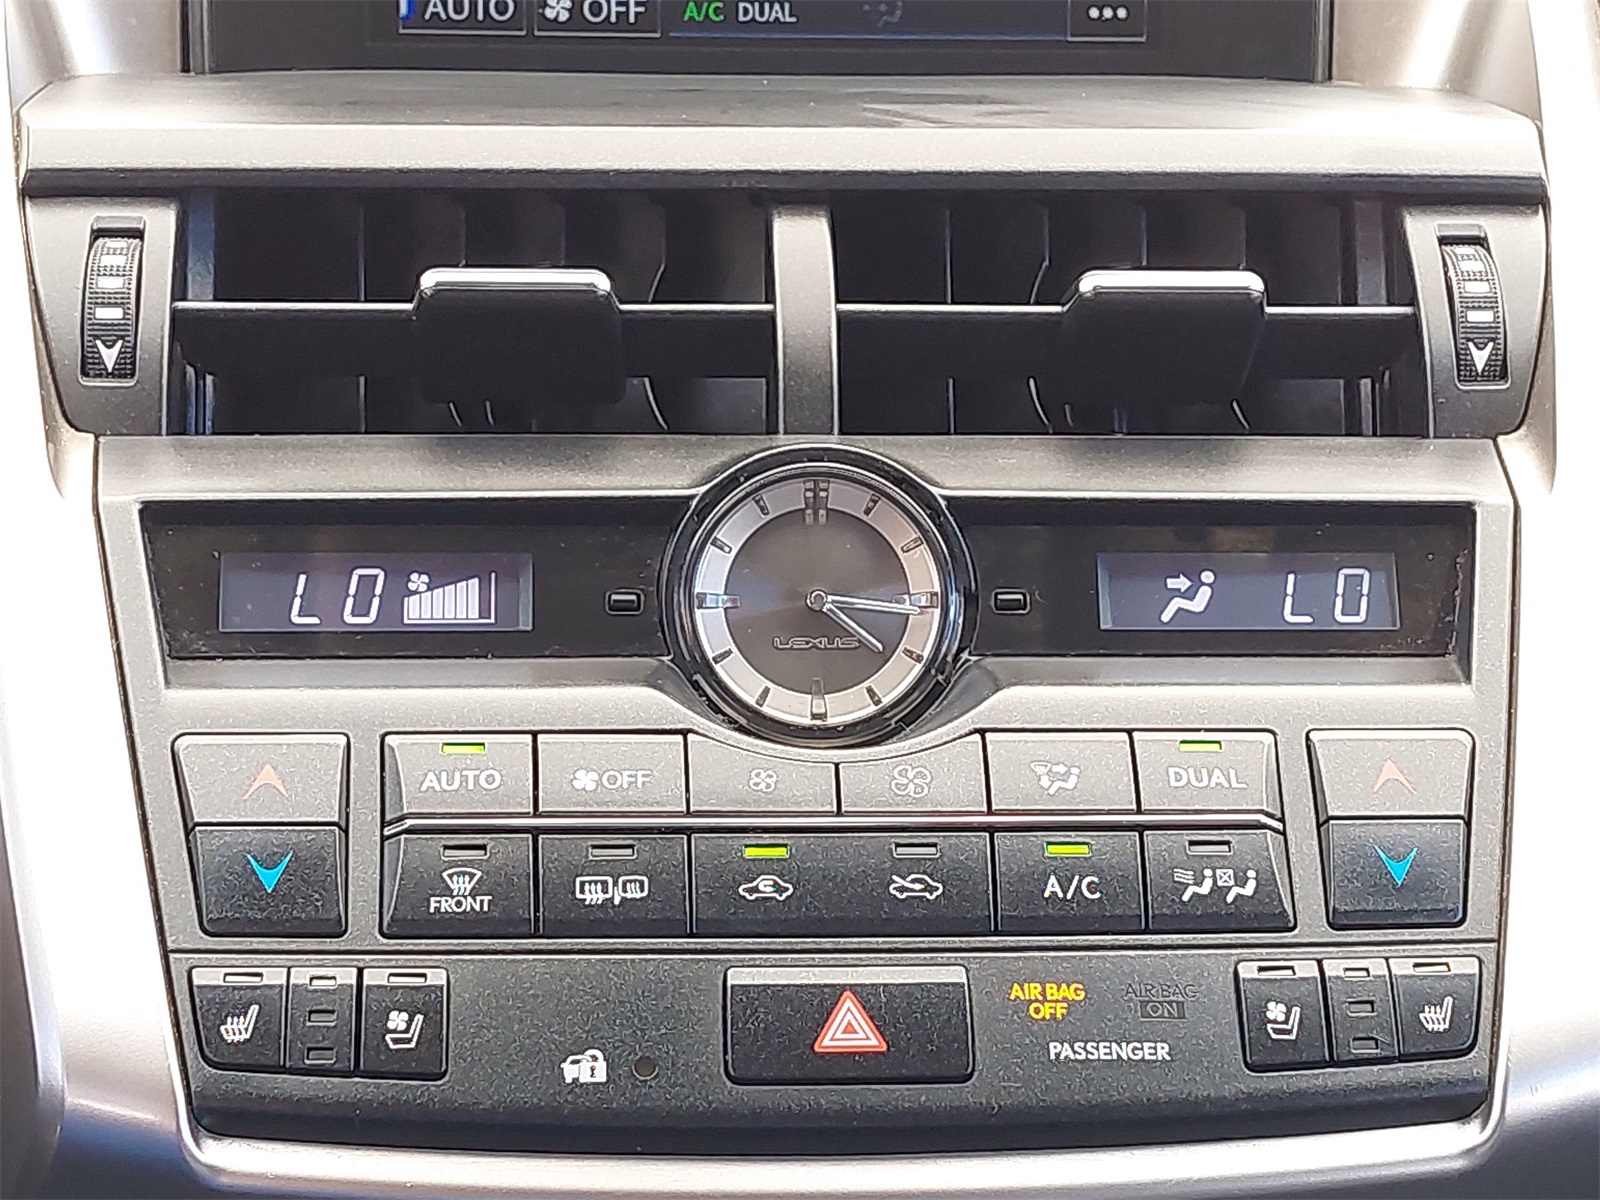 AUTO OFF A/C DUAL
LO
LEXUS
LO
AUTO OFF DUAL
FRONT
A/C
AIR BAG
OFF
AIR BAG
ON
PASSENGER